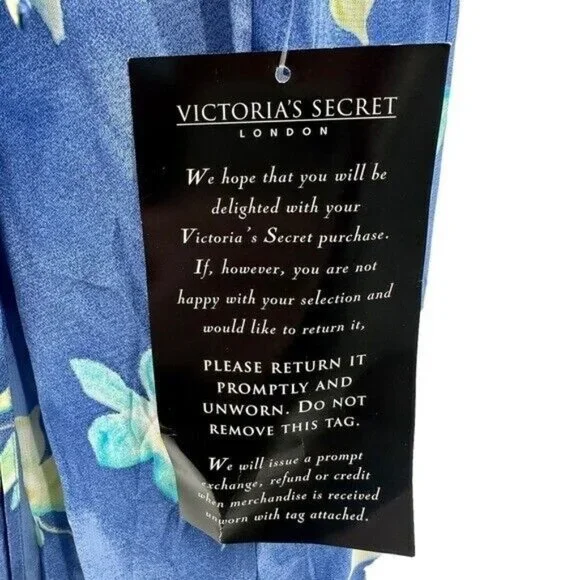 VICTORIA'S SECRET
LONDON
We hope that you will be
delighted with your
Victoria's Secret purchase.
If, however, you are not
happy with your selection and
would like to return it,
PLEASE RETURN IT
PROMPTLY AND
UNWORN. DO NOT
REMOVE THIS TAG.
We will issue a prompt
exchange, refund or credit
when merchandise is received
unworn with tag attached.